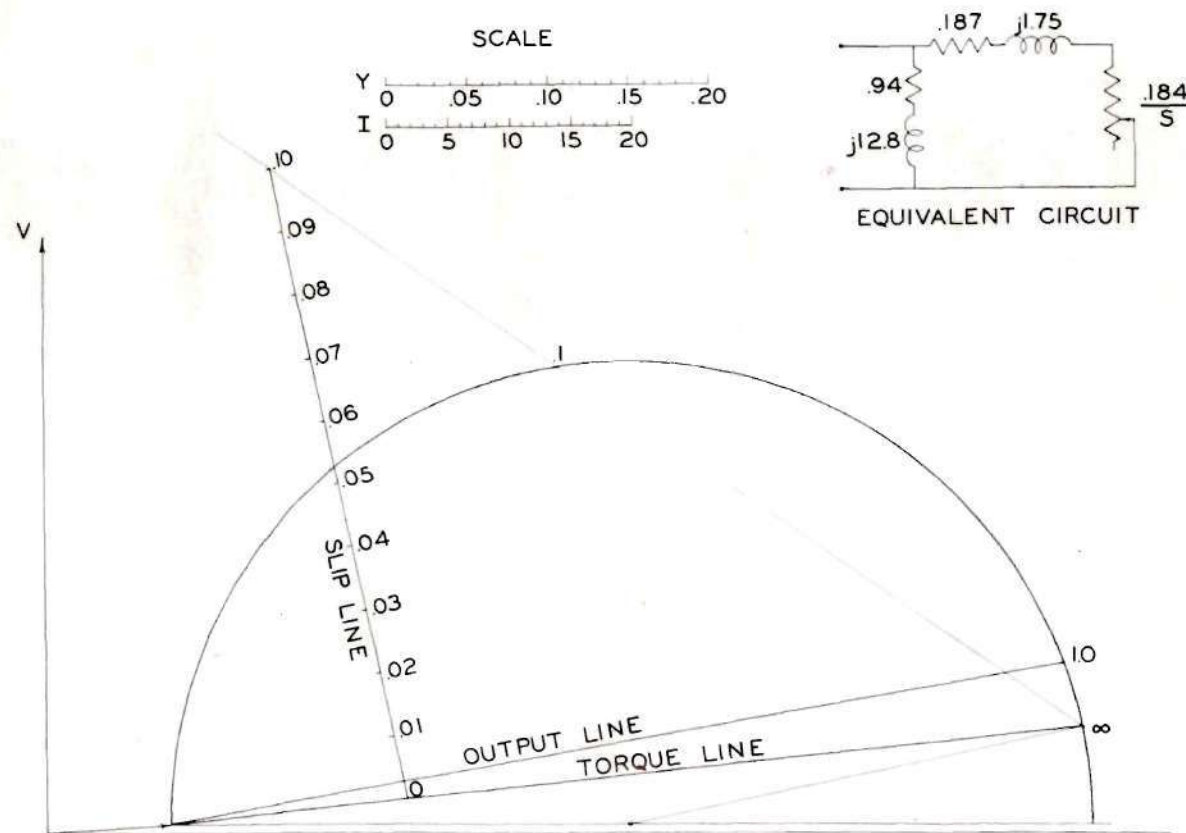 SCALE
Y
0 .05 .10 .15 .20
I
0 5 10 15 20
.187 j1.75
.94
j12.8
.184
S
EQUIVALENT CIRCUIT
V
.10
.09
.08
.07
.06
.05
.04
.03
.02
.01
0
SLIP LINE
.1
1.0
∞
OUTPUT LINE
TORQUE LINE